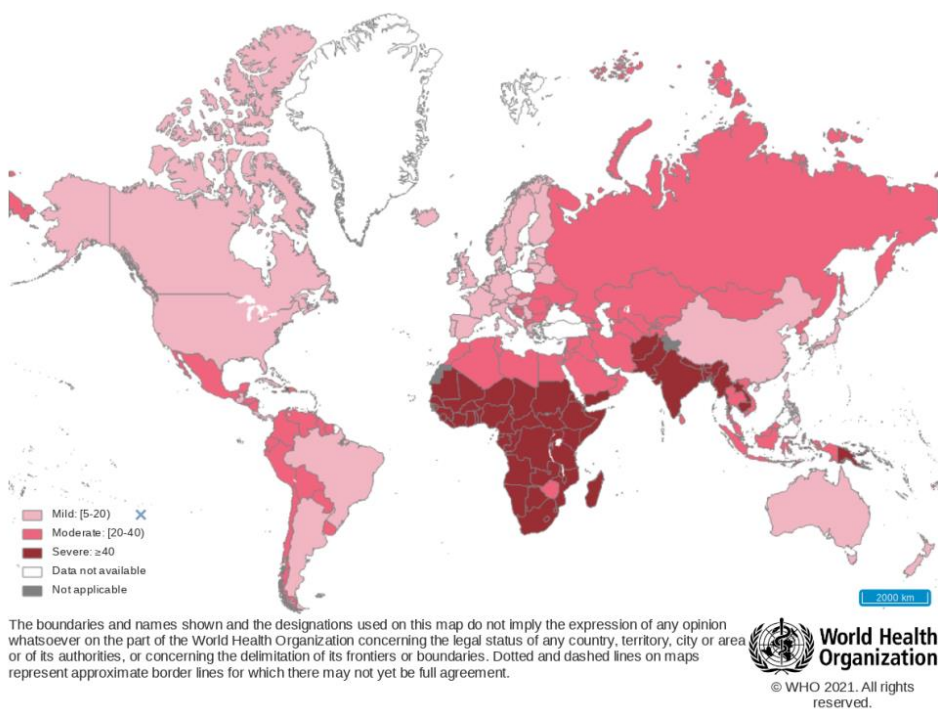 Mild: [5-20)
Moderate: [20-40)
Severe: ≥40
Data not available
Not applicable
2000 km
The boundaries and names shown and the designations used on this map do not imply the expression of any opinion
whatsoever on the part of the World Health Organization concerning the legal status of any country, territory, city or area
or of its authorities, or concerning the delimitation of its frontiers or boundaries. Dotted and dashed lines on maps
represent approximate border lines for which there may not yet be full agreement.
World Health
Organization
© WHO 2021. All rights
reserved.